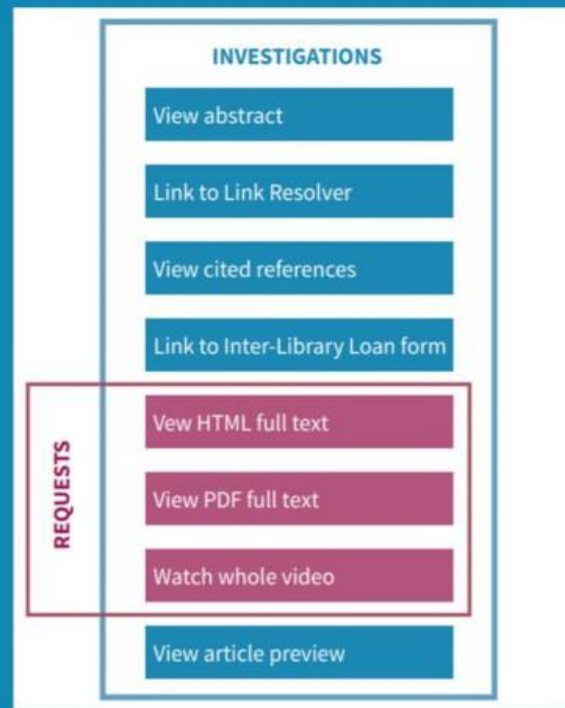 INVESTIGATIONS
View abstract
Link to Link Resolver
View cited references
Link to Inter-Library Loan form
REQUESTS
Vew HTML full text
View PDF full text
Watch whole video
View article preview